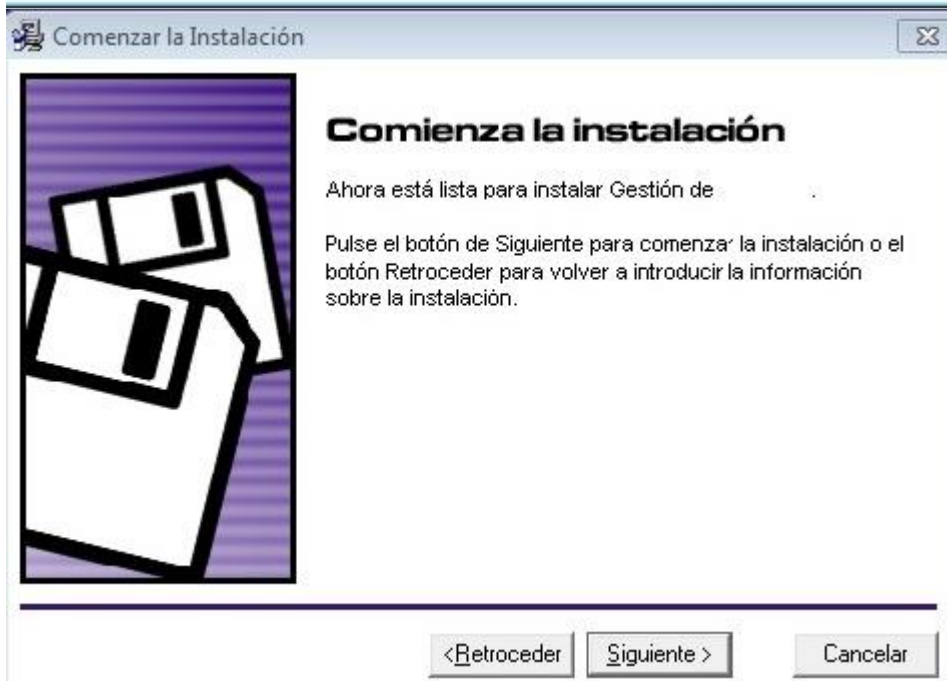 Comenzar la Instalación
Comienza la instalación
Ahora está lista para instalar Gestión de .
Pulse el botón de Siguiente para comenzar la instalación o el
botón Retroceder para volver a introducir la información
sobre la instalación.
<Retroceder Siguiente > Cancelar